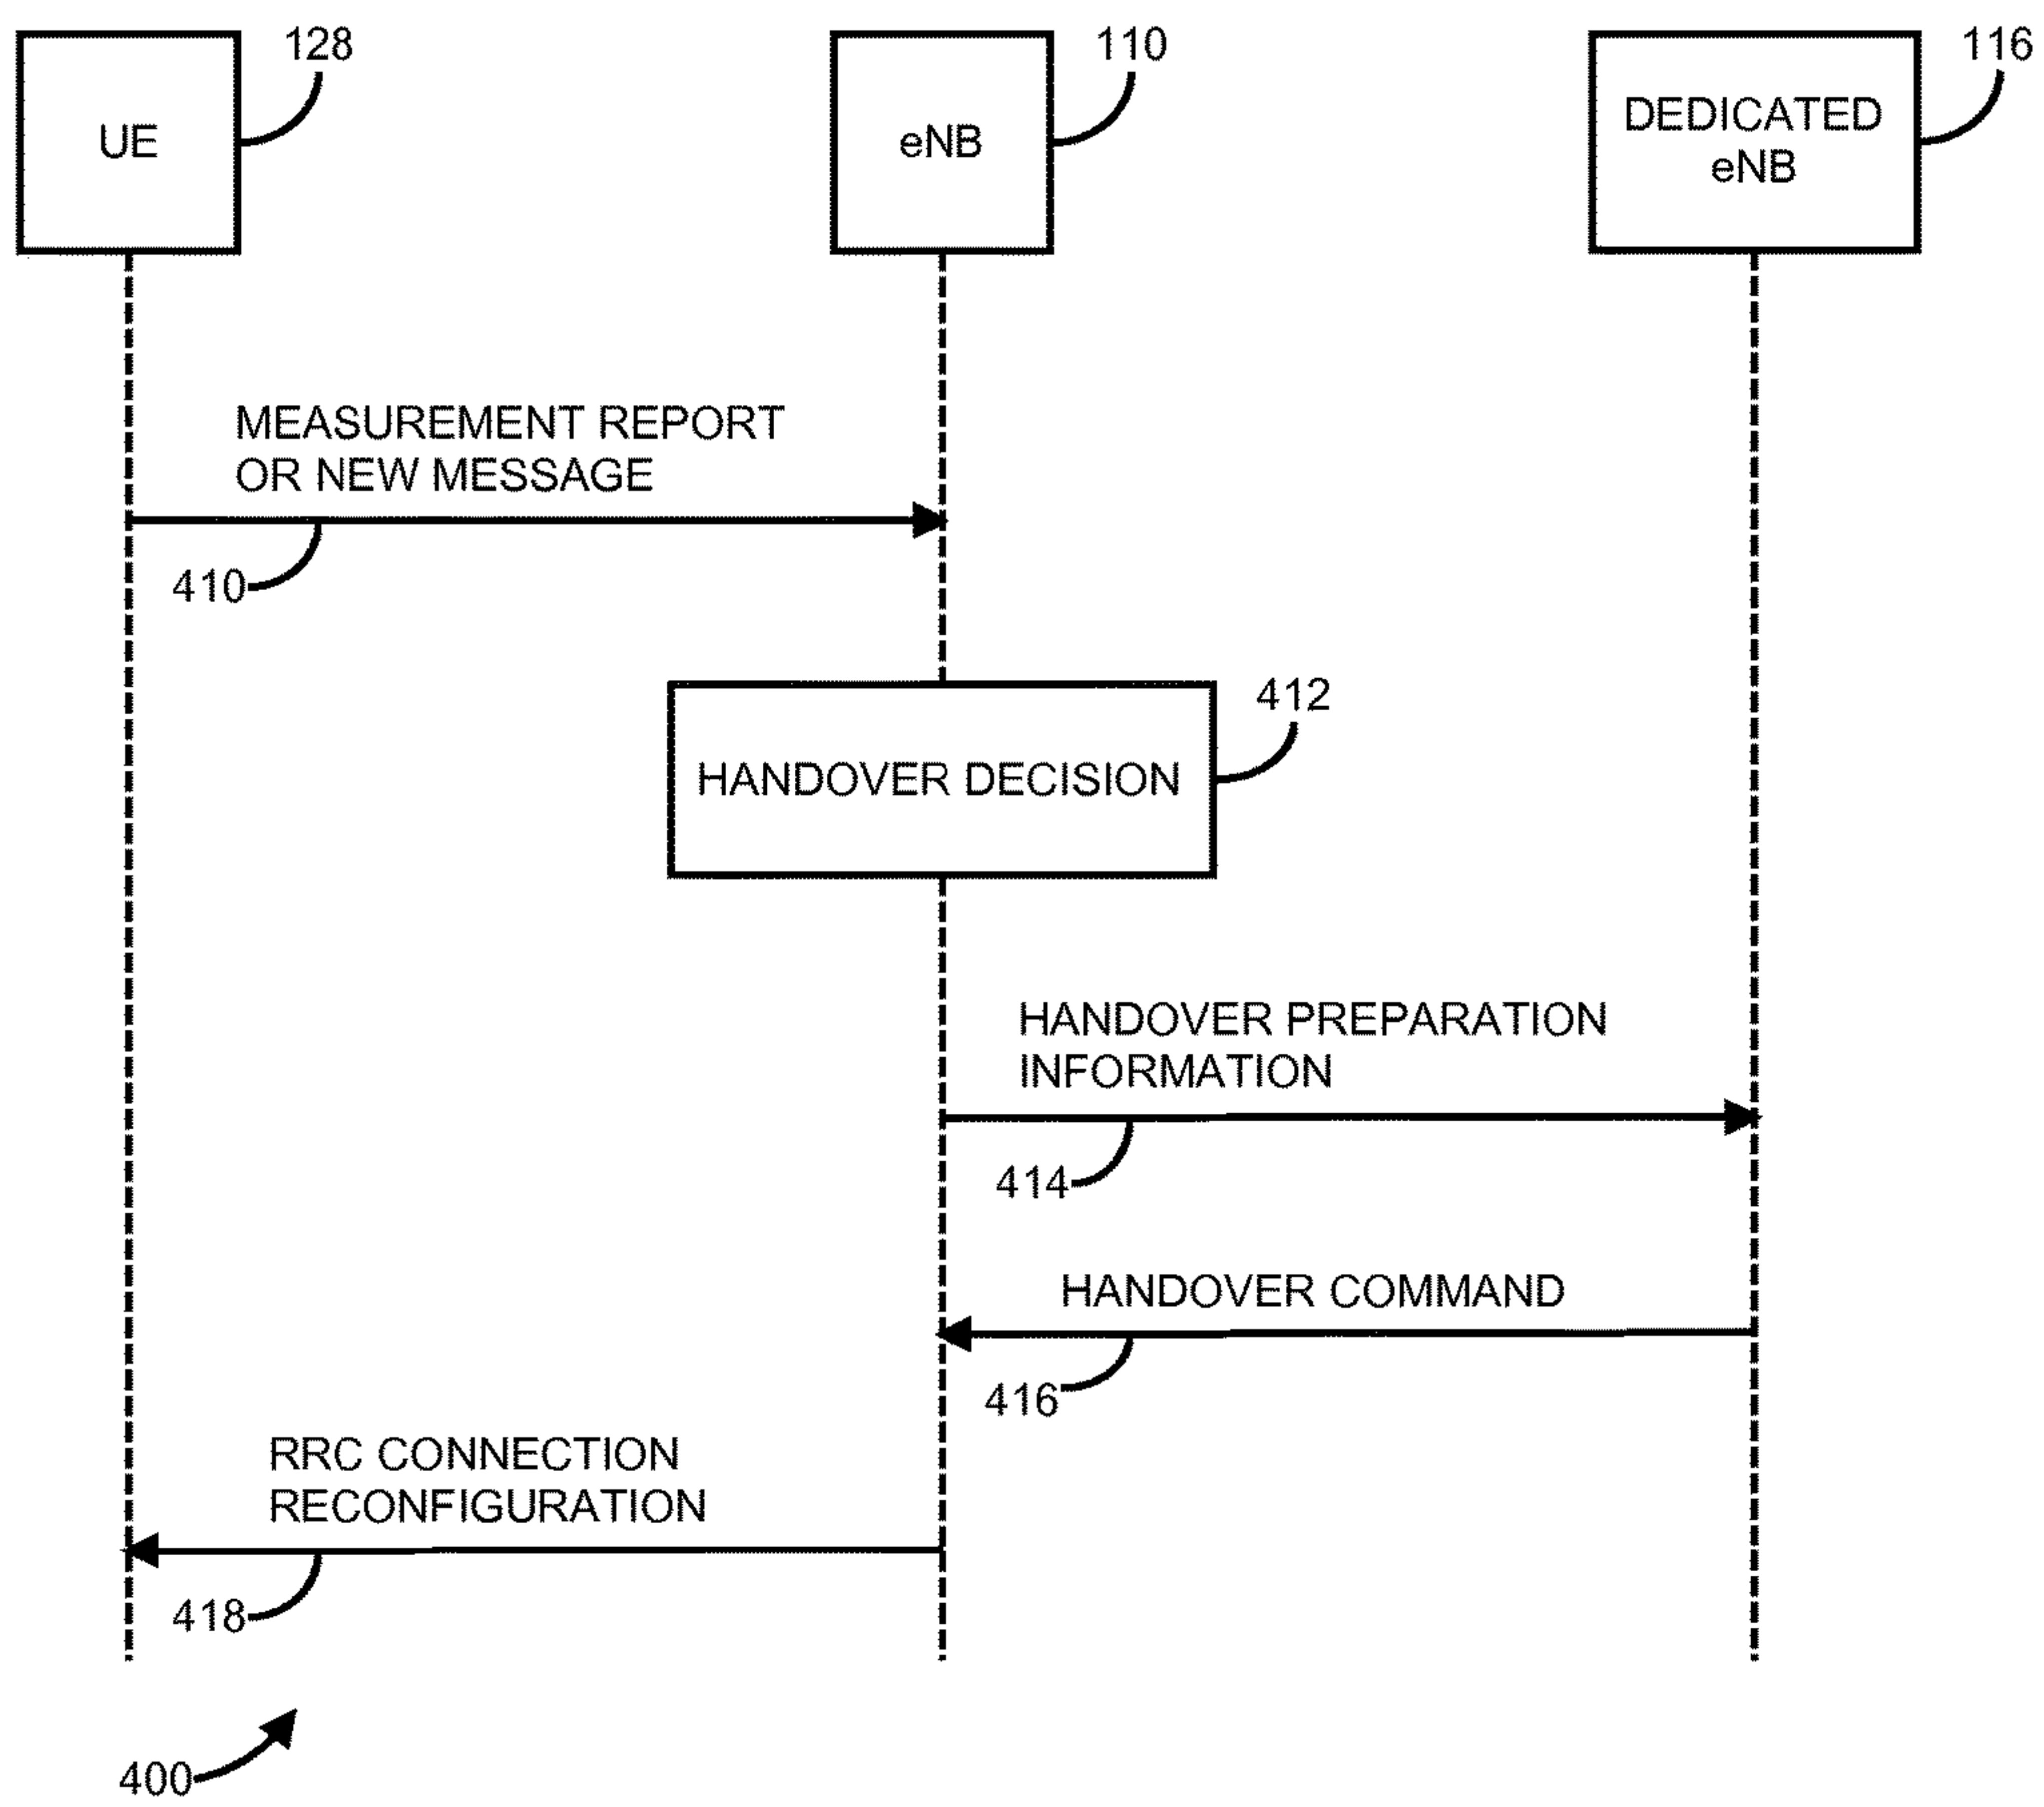 128
110
116
UE
eNB
DEDICATED
eNB
MEASUREMENT REPORT
OR NEW MESSAGE
410
412
HANDOVER DECISION
HANDOVER PREPARATION
INFORMATION
414
HANDOVER COMMAND
416
RRC CONNECTION
RECONFIGURATION
418
400